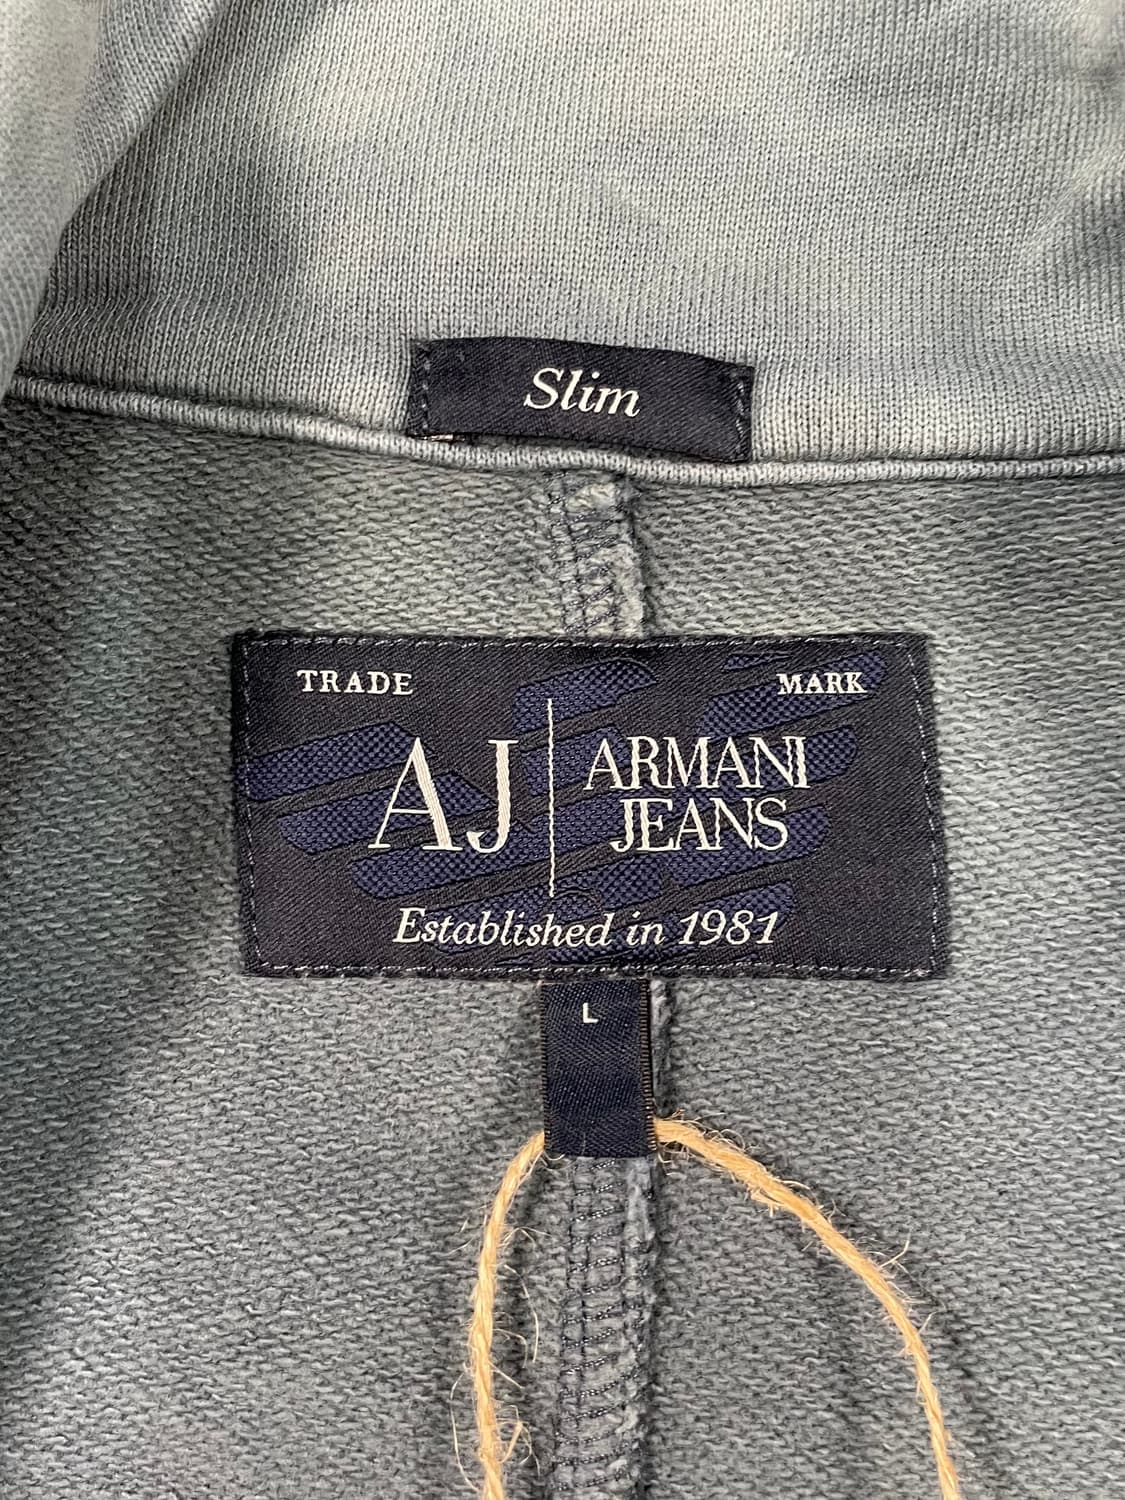 Slim
TRADE MARK
AJ ARMANI
JEANS
Established in 1981
L